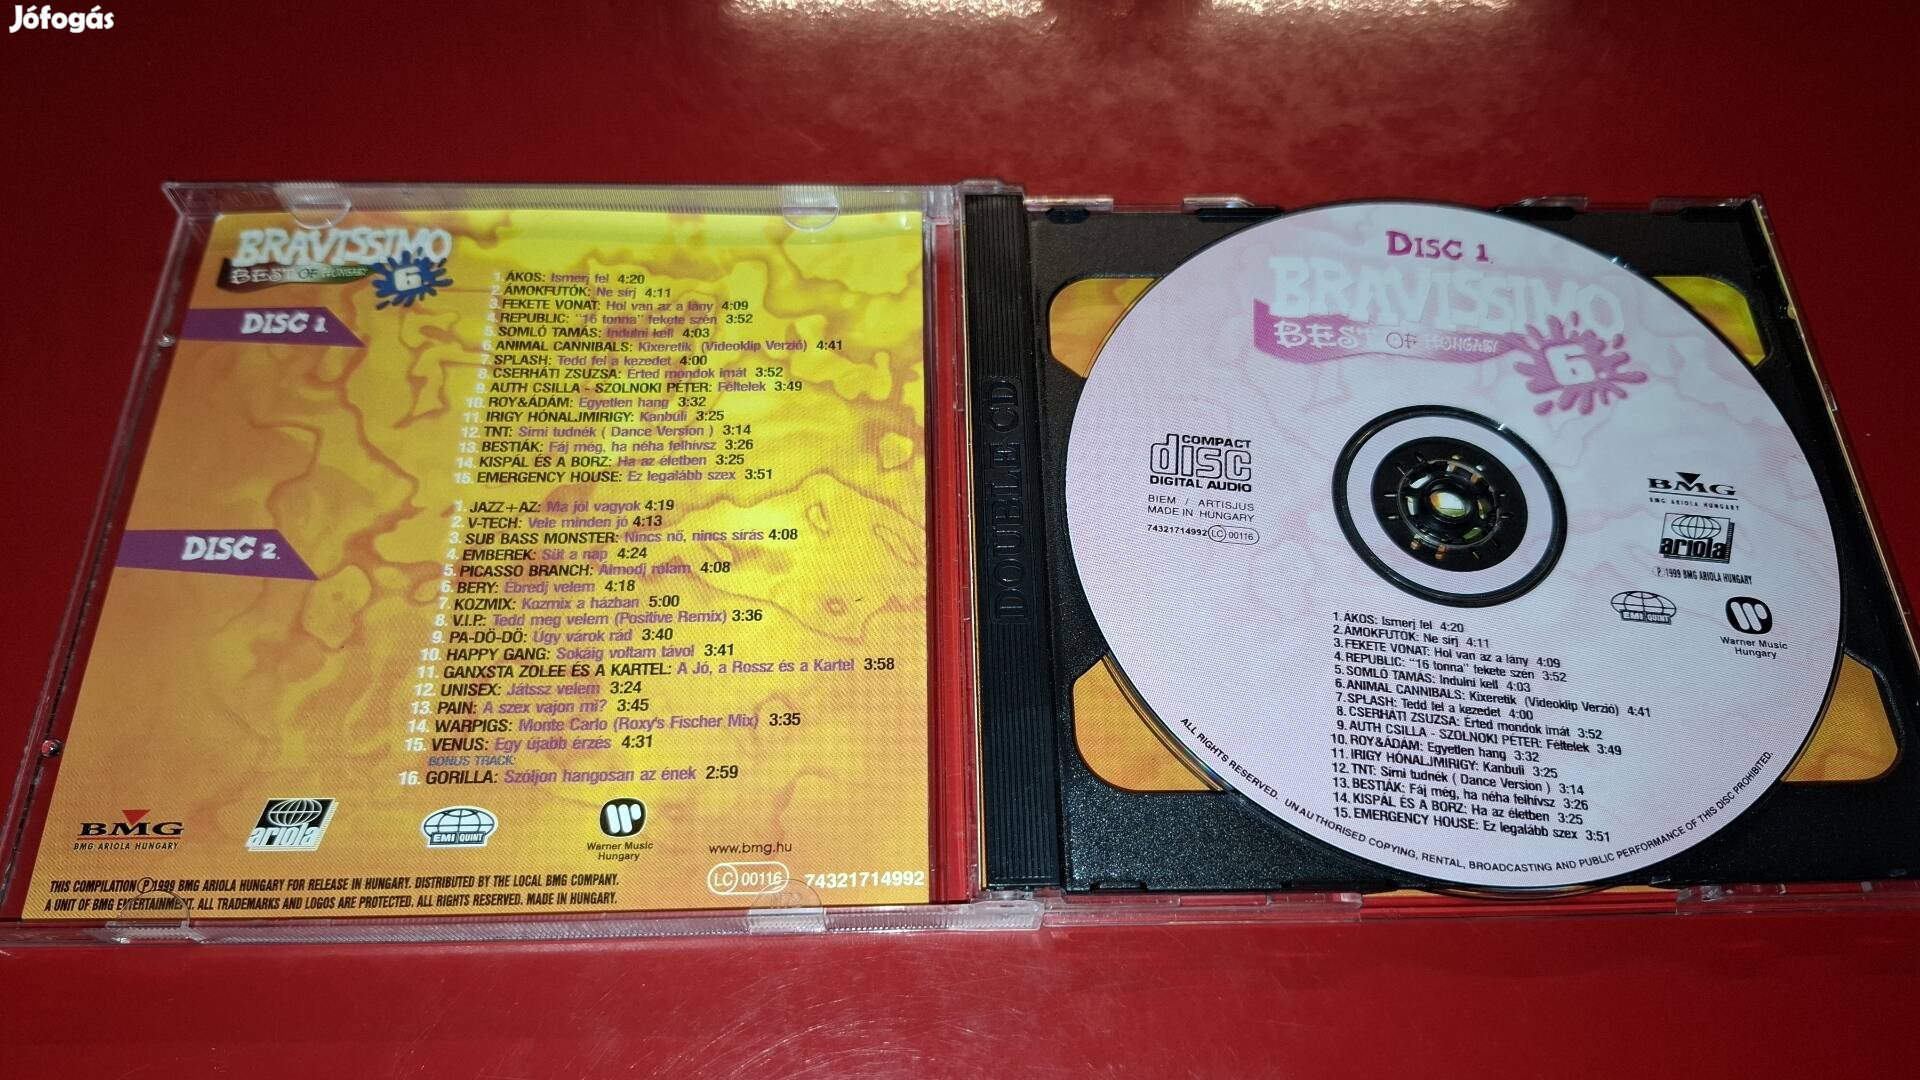 Jófogás
BRAVISSIMO
BEST OF HUNGARY 6.
DISC 1.
1. ÁKOS: Ismerj fel 4:20
2. ÁMOKFUTÓK: Ne sírj 4:11
3. FEKETE VONAT: Hol van az a lány 4:09
4. REPUBLIC: "16 tonna" fekete szén 3:52
5. SOMLÓ TAMÁS: Indulni kell 4:03
6. ANIMAL CANNIBALS: Kixeretik (Videoklip Verzió) 4:41
7. SPLASH: Tedd fel a kezedet 4:00
8. CSERHÁTI ZSUZSA: Érted mondok imát 3:52
9. AUTH CSILLA - SZOLNOKI PÉTER: Féltelek 3:49
10. ROY&ÁDÁM: Egyetlen hang 3:32
11. IRIGY HÓNALJMIRIGY: Kanbuli 3:25
12. TNT: Sírni tudnék ( Dance Version ) 3:14
13. BESTIÁK: Fáj még, ha néha felhívsz 3:26
14. KISPÁL ÉS A BORZ: Ha az életben 3:25
15. EMERGENCY HOUSE: Ez legalább szex 3:51
DISC 2.
1. JAZZ+AZ: Ma jól vagyok 4:19
2. V-TECH: Vele minden jó 4:13
3. SUB BASS MONSTER: Nincs nő, nincs sírás 4:08
4. EMBEREK: Süt a nap 4:24
5. PICASSO BRANCH: Álmodj rólam 4:08
6. BERY: Ébredj velem 4:18
7. KOZMIX: Kozmix a házban 5:00
8. V.I.P.: Tedd meg velem (Positive Remix) 3:36
9. PA-DÖ-DŐ: Úgy várok rád 3:40
10. HAPPY GANG: Sokáig voltam távol 3:41
11. GANXSTA ZOLEE ÉS A KARTEL: A Jó, a Rossz és a Kartel 3:58
12. UNISEX: Játssz velem 3:24
13. PAIN: A szex vajon mi? 3:45
14. WARPIGS: Monte Carlo (Roxy's Fischer Mix) 3:35
15. VENUS: Egy újabb érzés 4:31
BONUS TRACK:
16. GORILLA: Szóljon hangosan az ének 2:59
BMG
BMG ARIOLA HUNGARY
ariola
EMI QUINT
Warner Music
Hungary
www.bmg.hu
LC 00116 74321714992
THIS COMPILATION Ⓟ 1999 BMG ARIOLA HUNGARY FOR RELEASE IN HUNGARY. DISTRIBUTED BY THE LOCAL BMG COMPANY.
A UNIT OF BMG ENTERTAINMENT. ALL TRADEMARKS AND LOGOS ARE PROTECTED. ALL RIGHTS RESERVED. MADE IN HUNGARY.
DOUBLE CD
DISC 1.
BRAVISSIMO
BEST OF HUNGARY 6.
COMPACT
disc
DIGITAL AUDIO
BIEM / ARTISJUS
MADE IN HUNGARY
74321714992 LC 00116
BMG
BMG ARIOLA HUNGARY
ariola
Ⓟ 1999 BMG ARIOLA HUNGARY
EMI QUINT
Warner Music
Hungary
1. ÁKOS: Ismerj fel 4:20
2. ÁMOKFUTÓK: Ne sírj 4:11
3. FEKETE VONAT: Hol van az a lány 4:09
4. REPUBLIC: "16 tonna" fekete szén 3:52
5. SOMLÓ TAMÁS: Indulni kell 4:03
6. ANIMAL CANNIBALS: Kixeretik (Videoklip Verzió) 4:41
7. SPLASH: Tedd fel a kezedet 4:00
8. CSERHÁTI ZSUZSA: Érted mondok imát 3:52
9. AUTH CSILLA - SZOLNOKI PÉTER: Féltelek 3:49
10. ROY&ÁDÁM: Egyetlen hang 3:32
11. IRIGY HÓNALJMIRIGY: Kanbuli 3:25
12. TNT: Sírni tudnék ( Dance Version ) 3:14
13. BESTIÁK: Fáj még, ha néha felhívsz 3:26
14. KISPÁL ÉS A BORZ: Ha az életben 3:25
15. EMERGENCY HOUSE: Ez legalább szex 3:51
ALL RIGHTS RESERVED. UNAUTHORISED COPYING, RENTAL, BROADCASTING AND PUBLIC PERFORMANCE OF THIS DISC PROHIBITED.